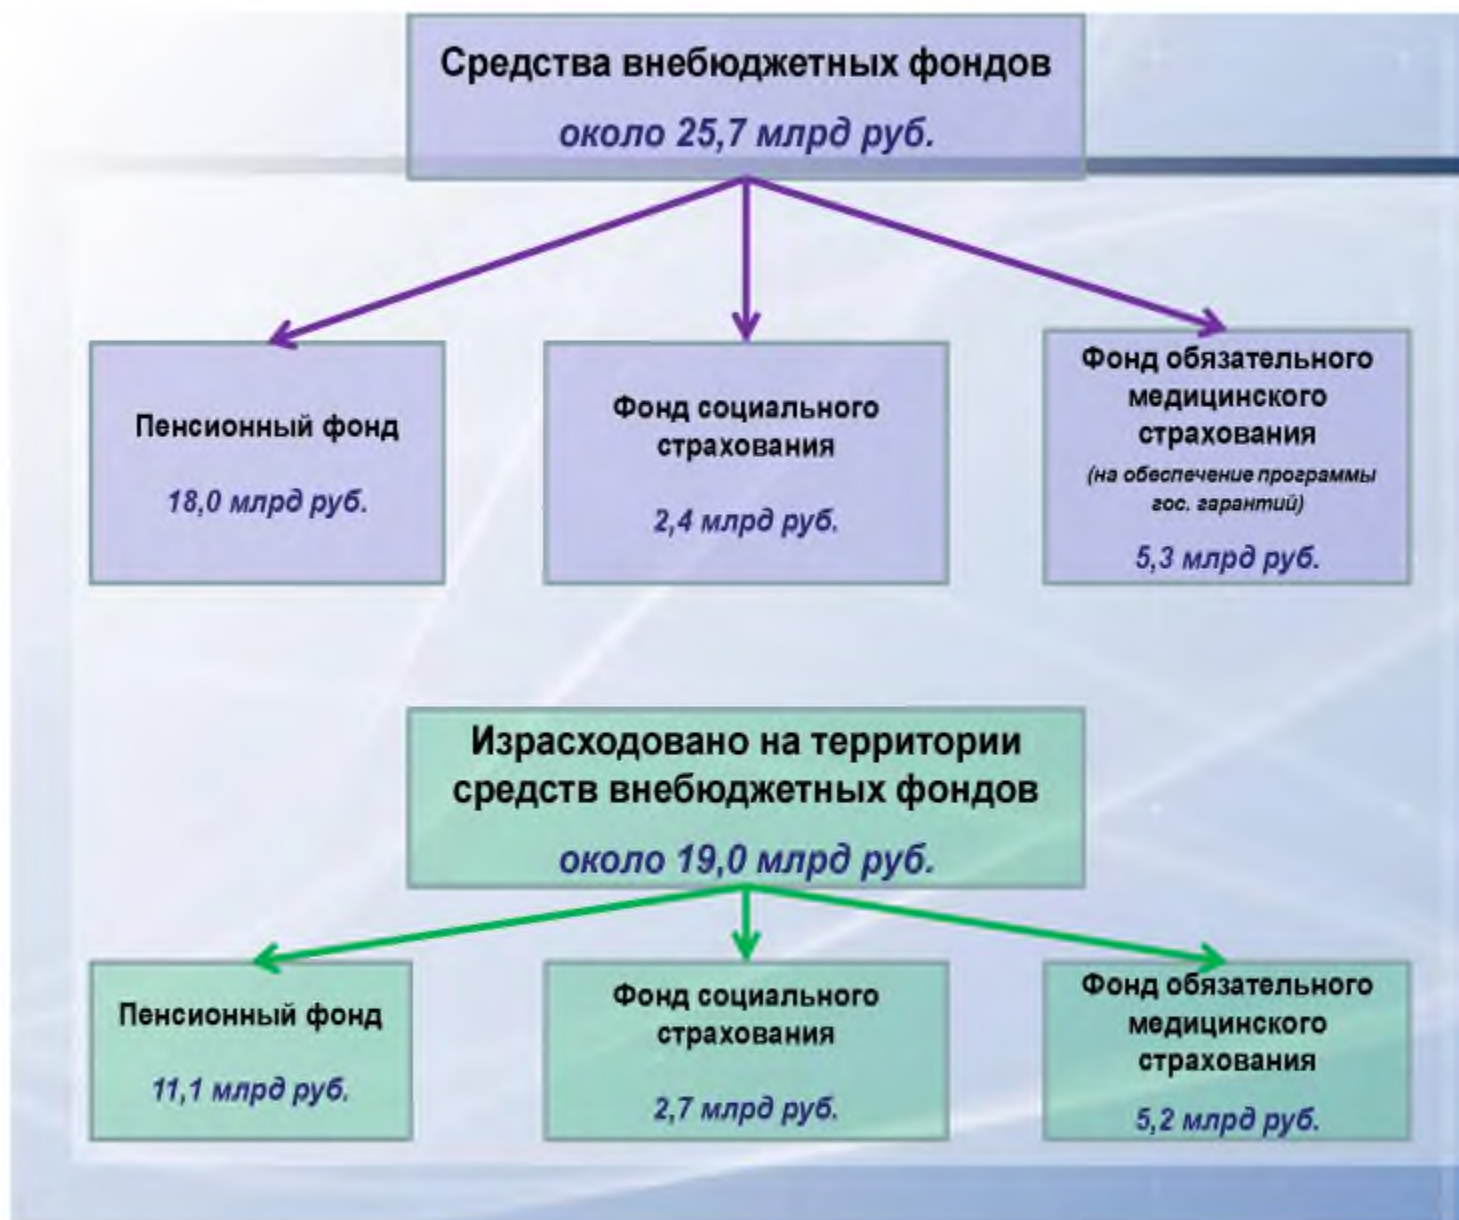 Средства внебюджетных фондов
около 25,7 млрд руб.
Пенсионный фонд
18,0 млрд руб.
Фонд социального
страхования
2,4 млрд руб.
Фонд обязательного
медицинского
страхования
(на обеспечение программы
гос. гарантий)
5,3 млрд руб.
Израсходовано на территории
средств внебюджетных фондов
около 19,0 млрд руб.
Пенсионный фонд
11,1 млрд руб.
Фонд социального
страхования
2,7 млрд руб.
Фонд обязательного
медицинского
страхования
5,2 млрд руб.